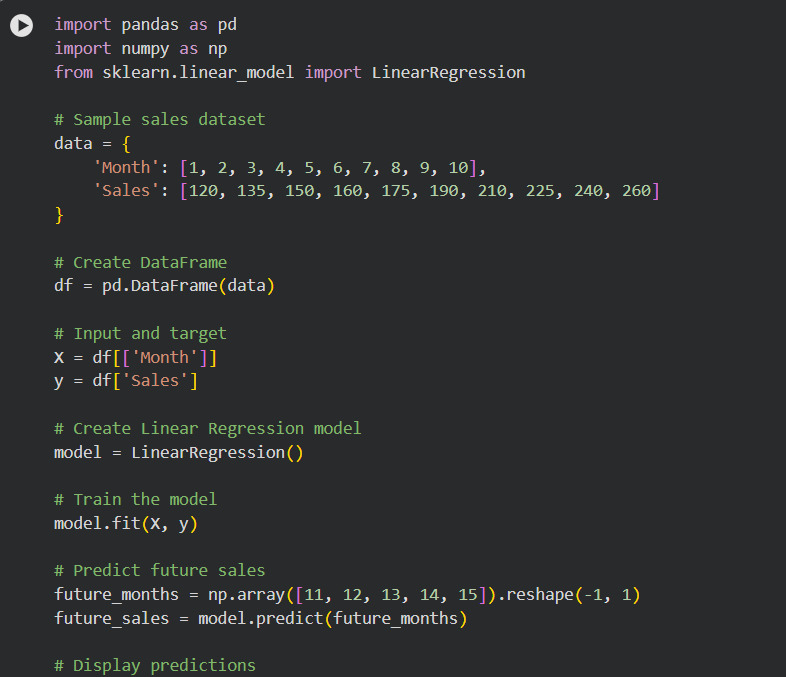 import pandas as pd
import numpy as np
from sklearn.linear_model import LinearRegression
# Sample sales dataset
data = {
'Month': [1, 2, 3, 4, 5, 6, 7, 8, 9, 10],
'Sales': [120, 135, 150, 160, 175, 190, 210, 225, 240, 260]
}
# Create DataFrame
df = pd.DataFrame(data)
# Input and target
X = df[['Month']]
y = df['Sales']
# Create Linear Regression model
model = LinearRegression()
# Train the model
model.fit(X, y)
# Predict future sales
future_months = np.array([11, 12, 13, 14, 15]).reshape(-1, 1)
future_sales = model.predict(future_months)
# Display predictions